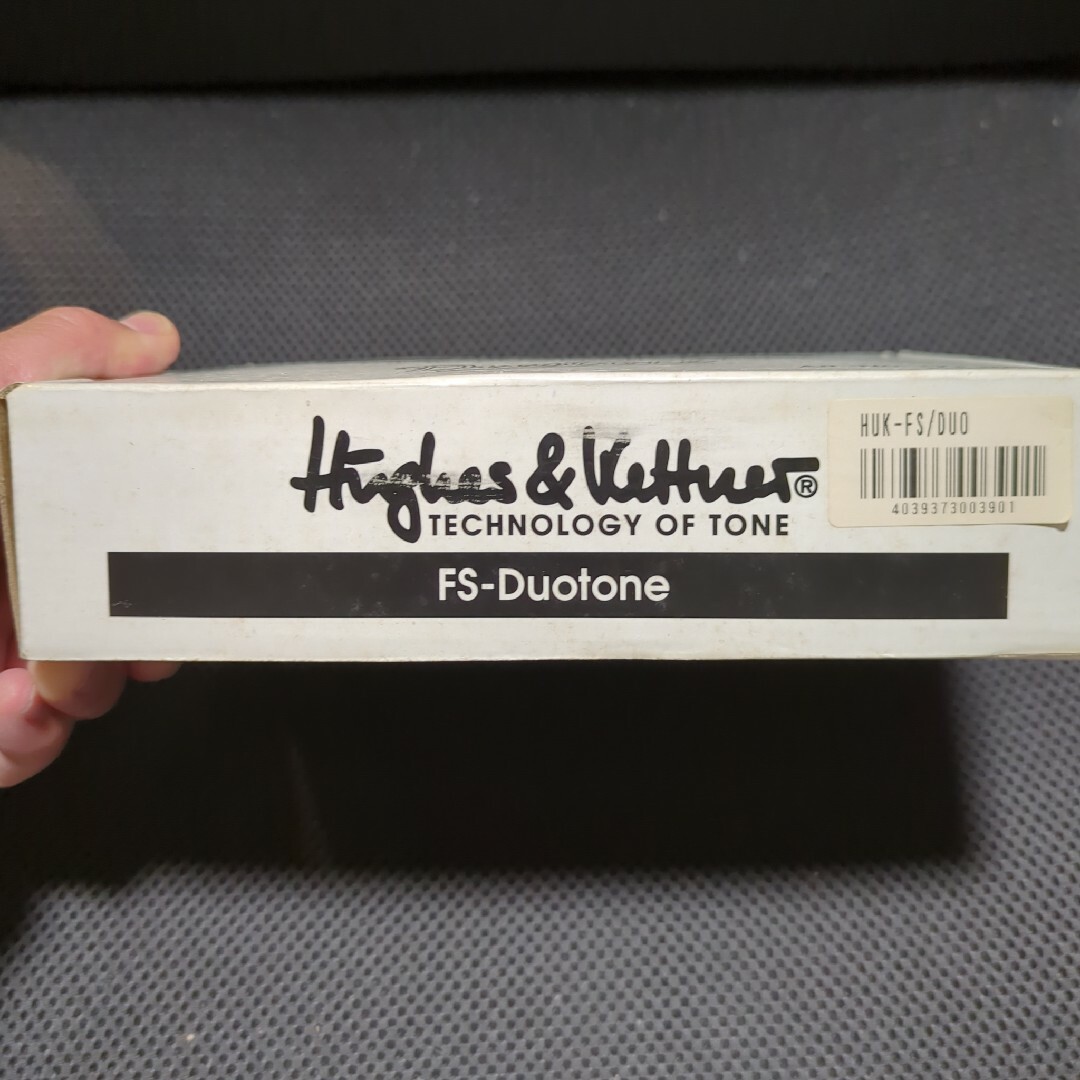 Hughes & Kettner®
TECHNOLOGY OF TONE
FS-Duotone
HUK-FS/DUO
4039373003901